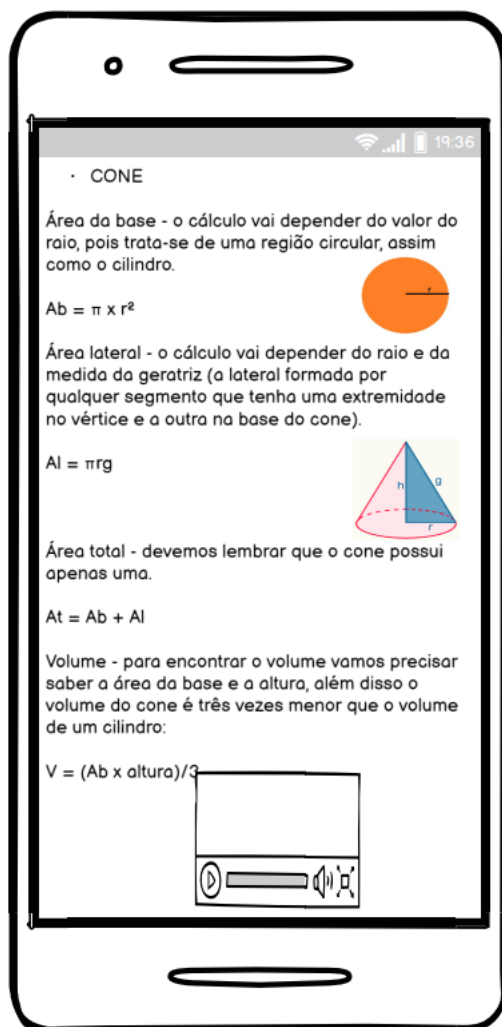 19:36
· CONE
Área da base - o cálculo vai depender do valor do
raio, pois trata-se de uma região circular, assim
como o cilindro.
r
Ab = π x r²
Área lateral - o cálculo vai depender do raio e da
medida da geratriz (a lateral formada por
qualquer segmento que tenha uma extremidade
no vértice e a outra na base do cone).
Al = πrg
h
g
r
Área total - devemos lembrar que o cone possui
apenas uma.
At = Ab + Al
Volume - para encontrar o volume vamos precisar
saber a área da base e a altura, além disso o
volume do cone é três vezes menor que o volume
de um cilindro:
V = (Ab x altura)/3